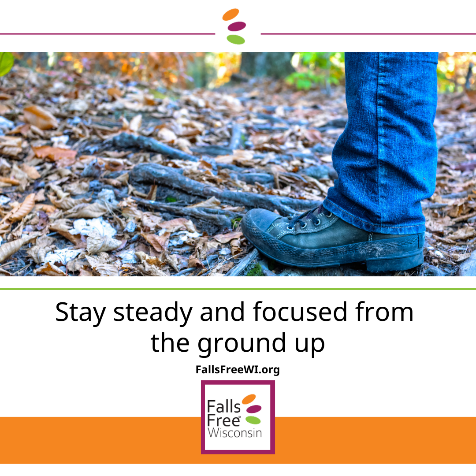 Stay steady and focused from
the ground up
FallsFreeWI.org
Falls
Free
Wisconsin